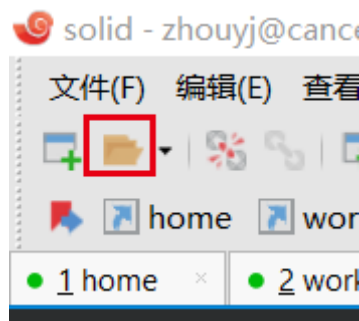 solid - zhouyj@cance
文件(F) 编辑(E) 查看
home wor
1 home × 2 work